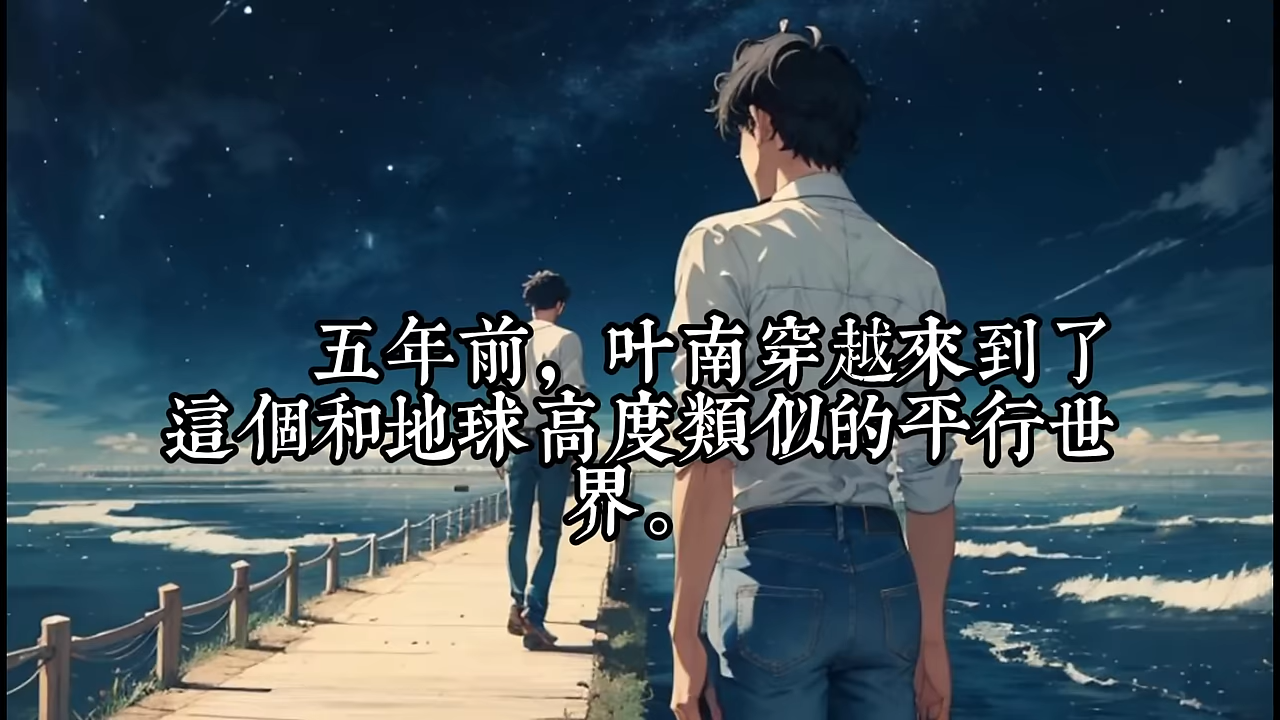 五年前，叶南穿越來到了
這個和地球高度類似的平行世
界。